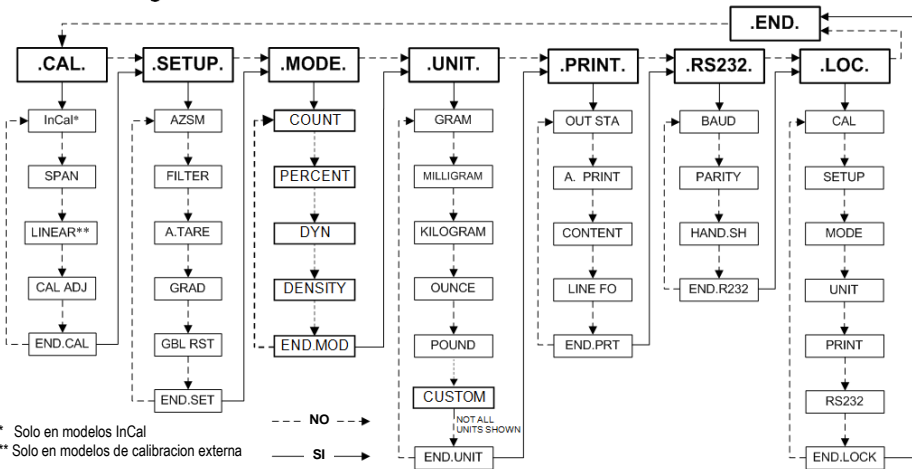 .END.
.CAL.
.SETUP.
.MODE.
.UNIT.
.PRINT.
.RS232.
.LOC.
InCal*
SPAN
LINEAR**
CAL ADJ
END.CAL
AZSM
FILTER
A.TARE
GRAD
GBL RST
END.SET
COUNT
PERCENT
DYN
DENSITY
END.MOD
GRAM
MILLIGRAM
KILOGRAM
OUNCE
POUND
CUSTOM
NOT ALL
UNITS SHOWN
END.UNIT
OUT STA
A. PRINT
CONTENT
LINE FO
END.PRT
BAUD
PARITY
HAND.SH
END.R232
CAL
SETUP
MODE
UNIT
PRINT
RS232
END.LOCK
* Solo en modelos InCal
** Solo en modelos de calibracion externa
NO
SI